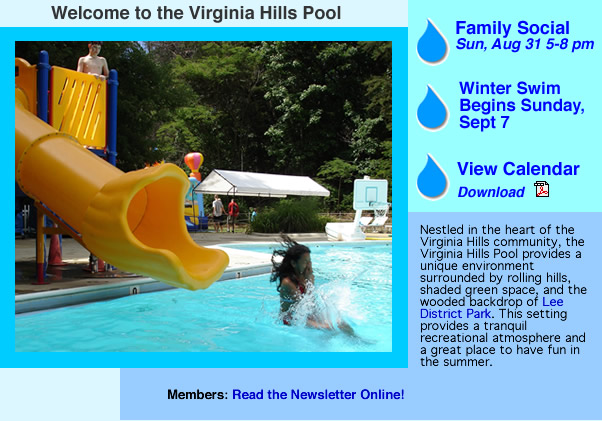 Welcome to the Virginia Hills Pool
Family Social
Sun, Aug 31 5-8 pm
Winter Swim
Begins Sunday,
Sept 7
View Calendar
Download
Nestled in the heart of the
Virginia Hills community, the
Virginia Hills Pool provides a
unique environment
surrounded by rolling hills,
shaded green space, and the
wooded backdrop of Lee
District Park. This setting
provides a tranquil
recreational atmosphere and
a great place to have fun in
the summer.
Members: Read the Newsletter Online!